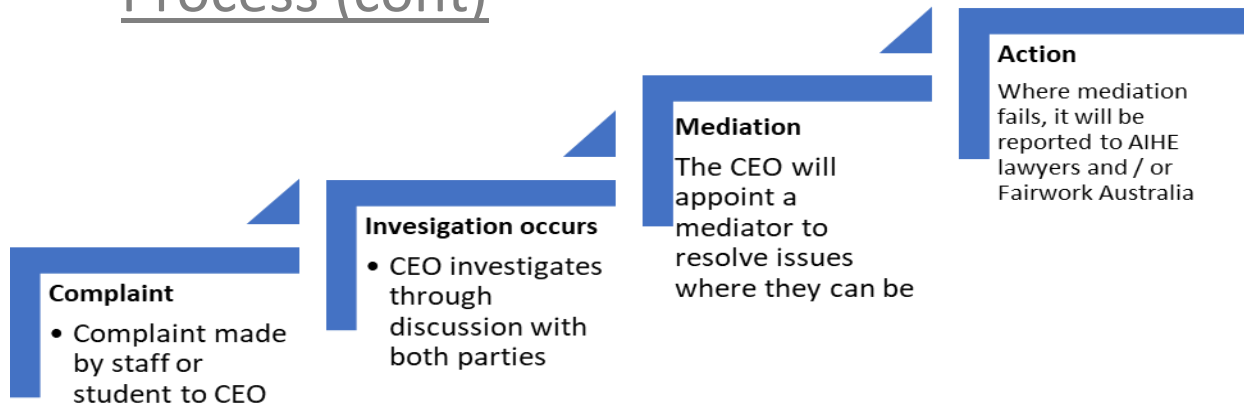 Process (cont)
Complaint
• Complaint made
by staff or
student to CEO
Invesigation occurs
• CEO investigates
through
discussion with
both parties
Mediation
The CEO will
appoint a
mediator to
resolve issues
where they can be
Action
Where mediation
fails, it will be
reported to AIHE
lawyers and / or
Fairwork Australia